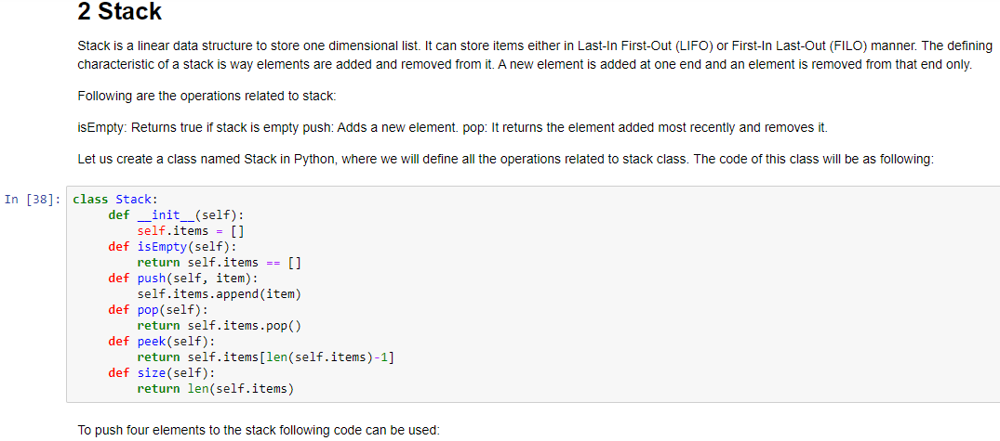 2 Stack
Stack is a linear data structure to store one dimensional list. It can store items either in Last-In First-Out (LIFO) or First-In Last-Out (FILO) manner. The defining
characteristic of a stack is way elements are added and removed from it. A new element is added at one end and an element is removed from that end only.
Following are the operations related to stack:
isEmpty: Returns true if stack is empty push: Adds a new element. pop: It returns the element added most recently and removes it.
Let us create a class named Stack in Python, where we will define all the operations related to stack class. The code of this class will be as following:
In [38]: class Stack:
     def __init__(self):
         self.items = []
     def isEmpty(self):
         return self.items == []
     def push(self, item):
         self.items.append(item)
     def pop(self):
         return self.items.pop()
     def peek(self):
         return self.items[len(self.items)-1]
     def size(self):
         return len(self.items)
To push four elements to the stack following code can be used: